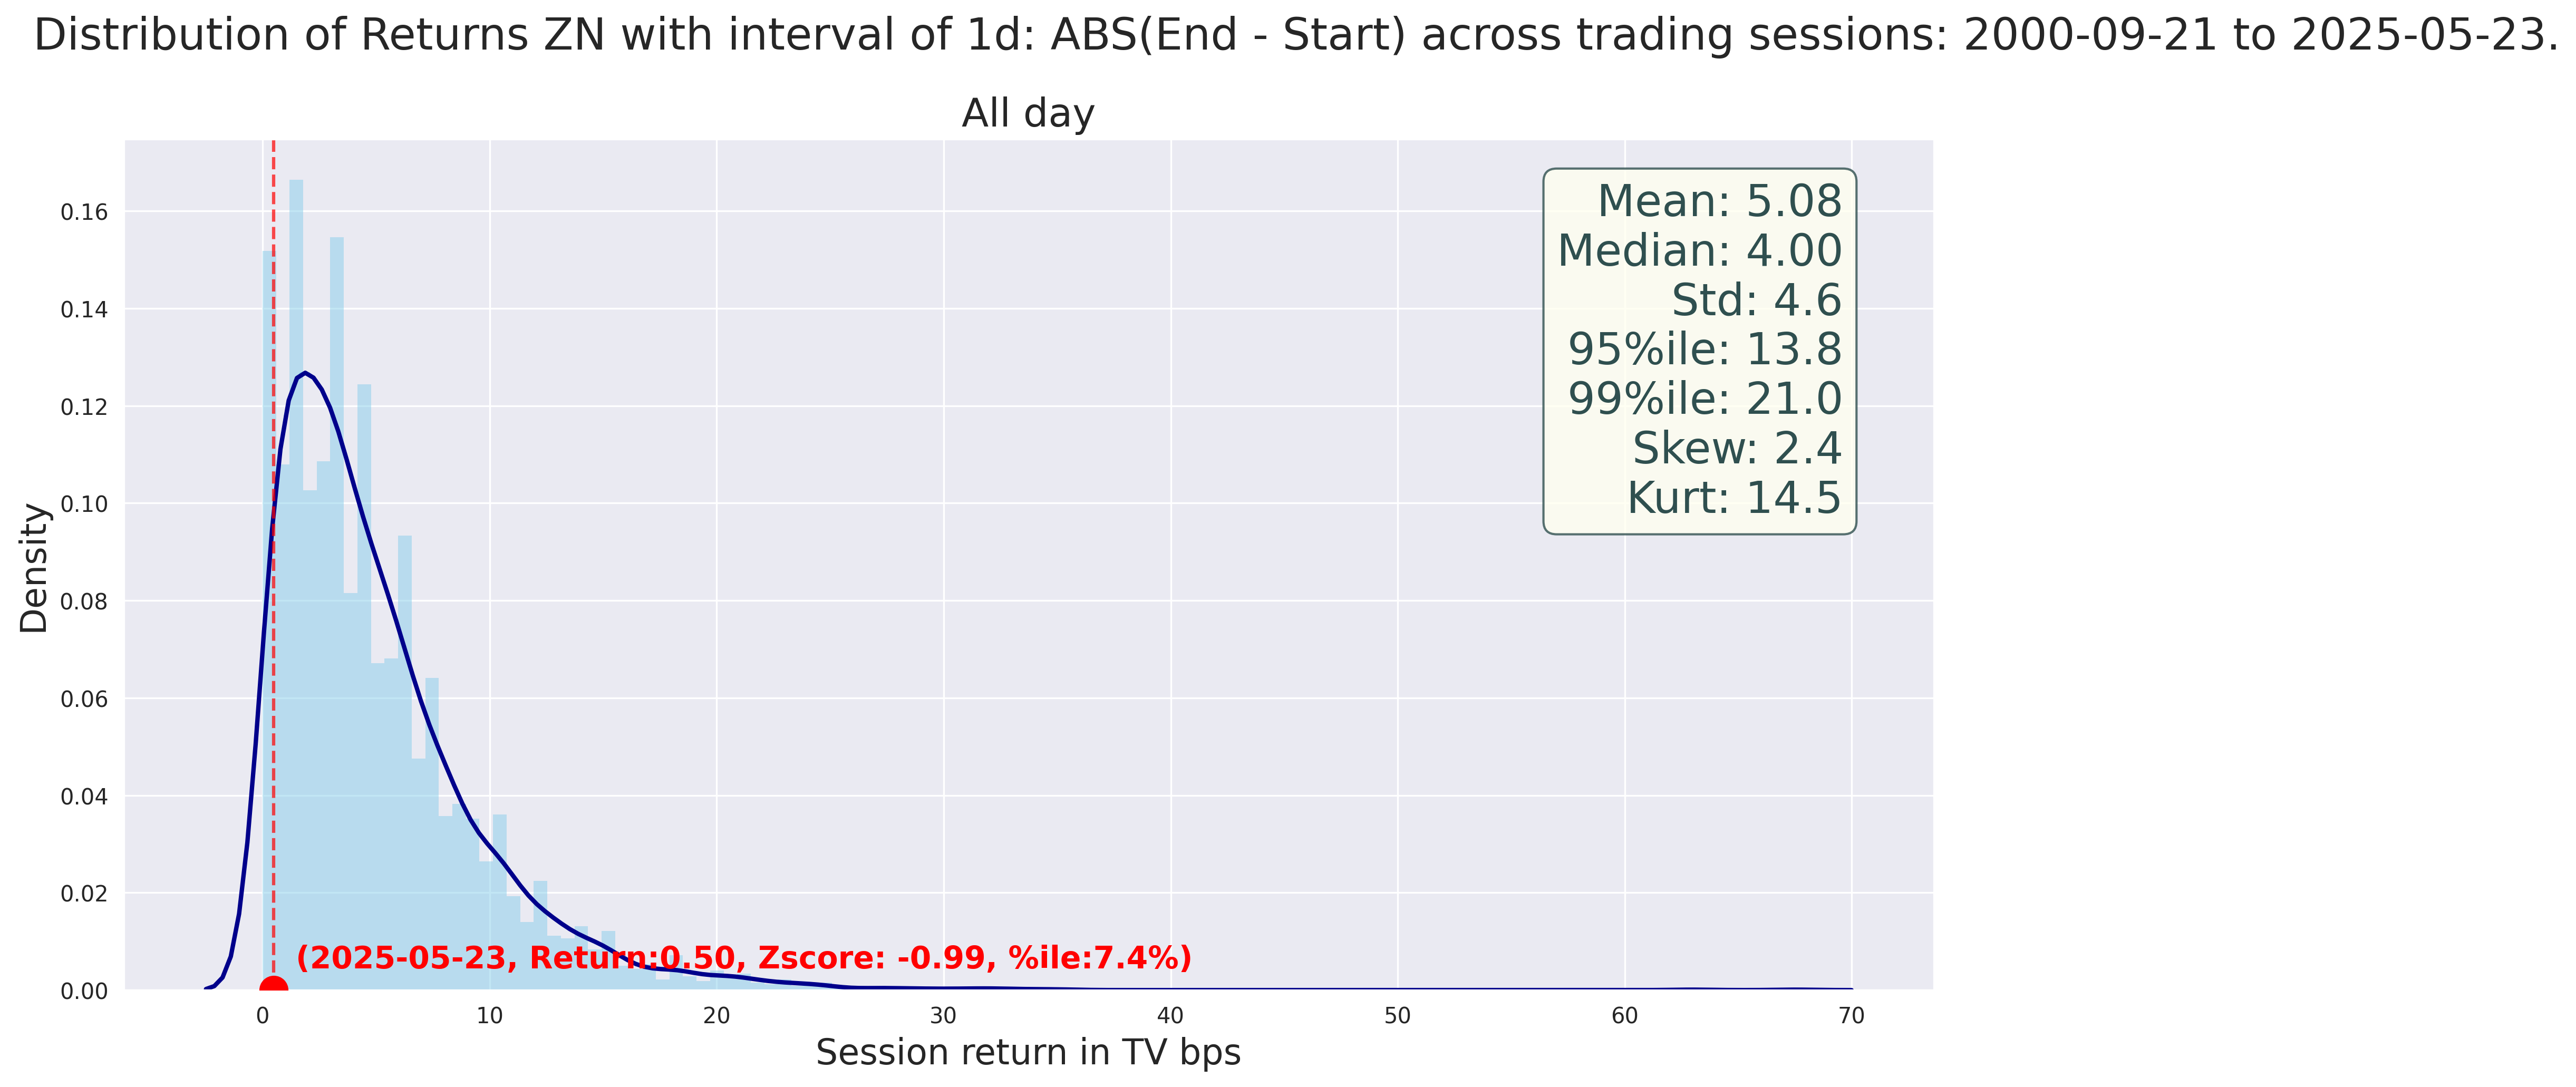 Distribution of Returns ZN with interval of 1d: ABS(End - Start) across trading sessions: 2000-09-21 to 2025-05-23.
All day
Mean: 5.08
Median: 4.00
Std: 4.6
95%ile: 13.8
99%ile: 21.0
Skew: 2.4
Kurt: 14.5
Density
0.16
0.14
0.12
0.10
0.08
0.06
0.04
0.02
0.00
(2025-05-23, Return:0.50, Zscore: -0.99, %ile:7.4%)
0 10 20 30 40 50 60 70
Session return in TV bps